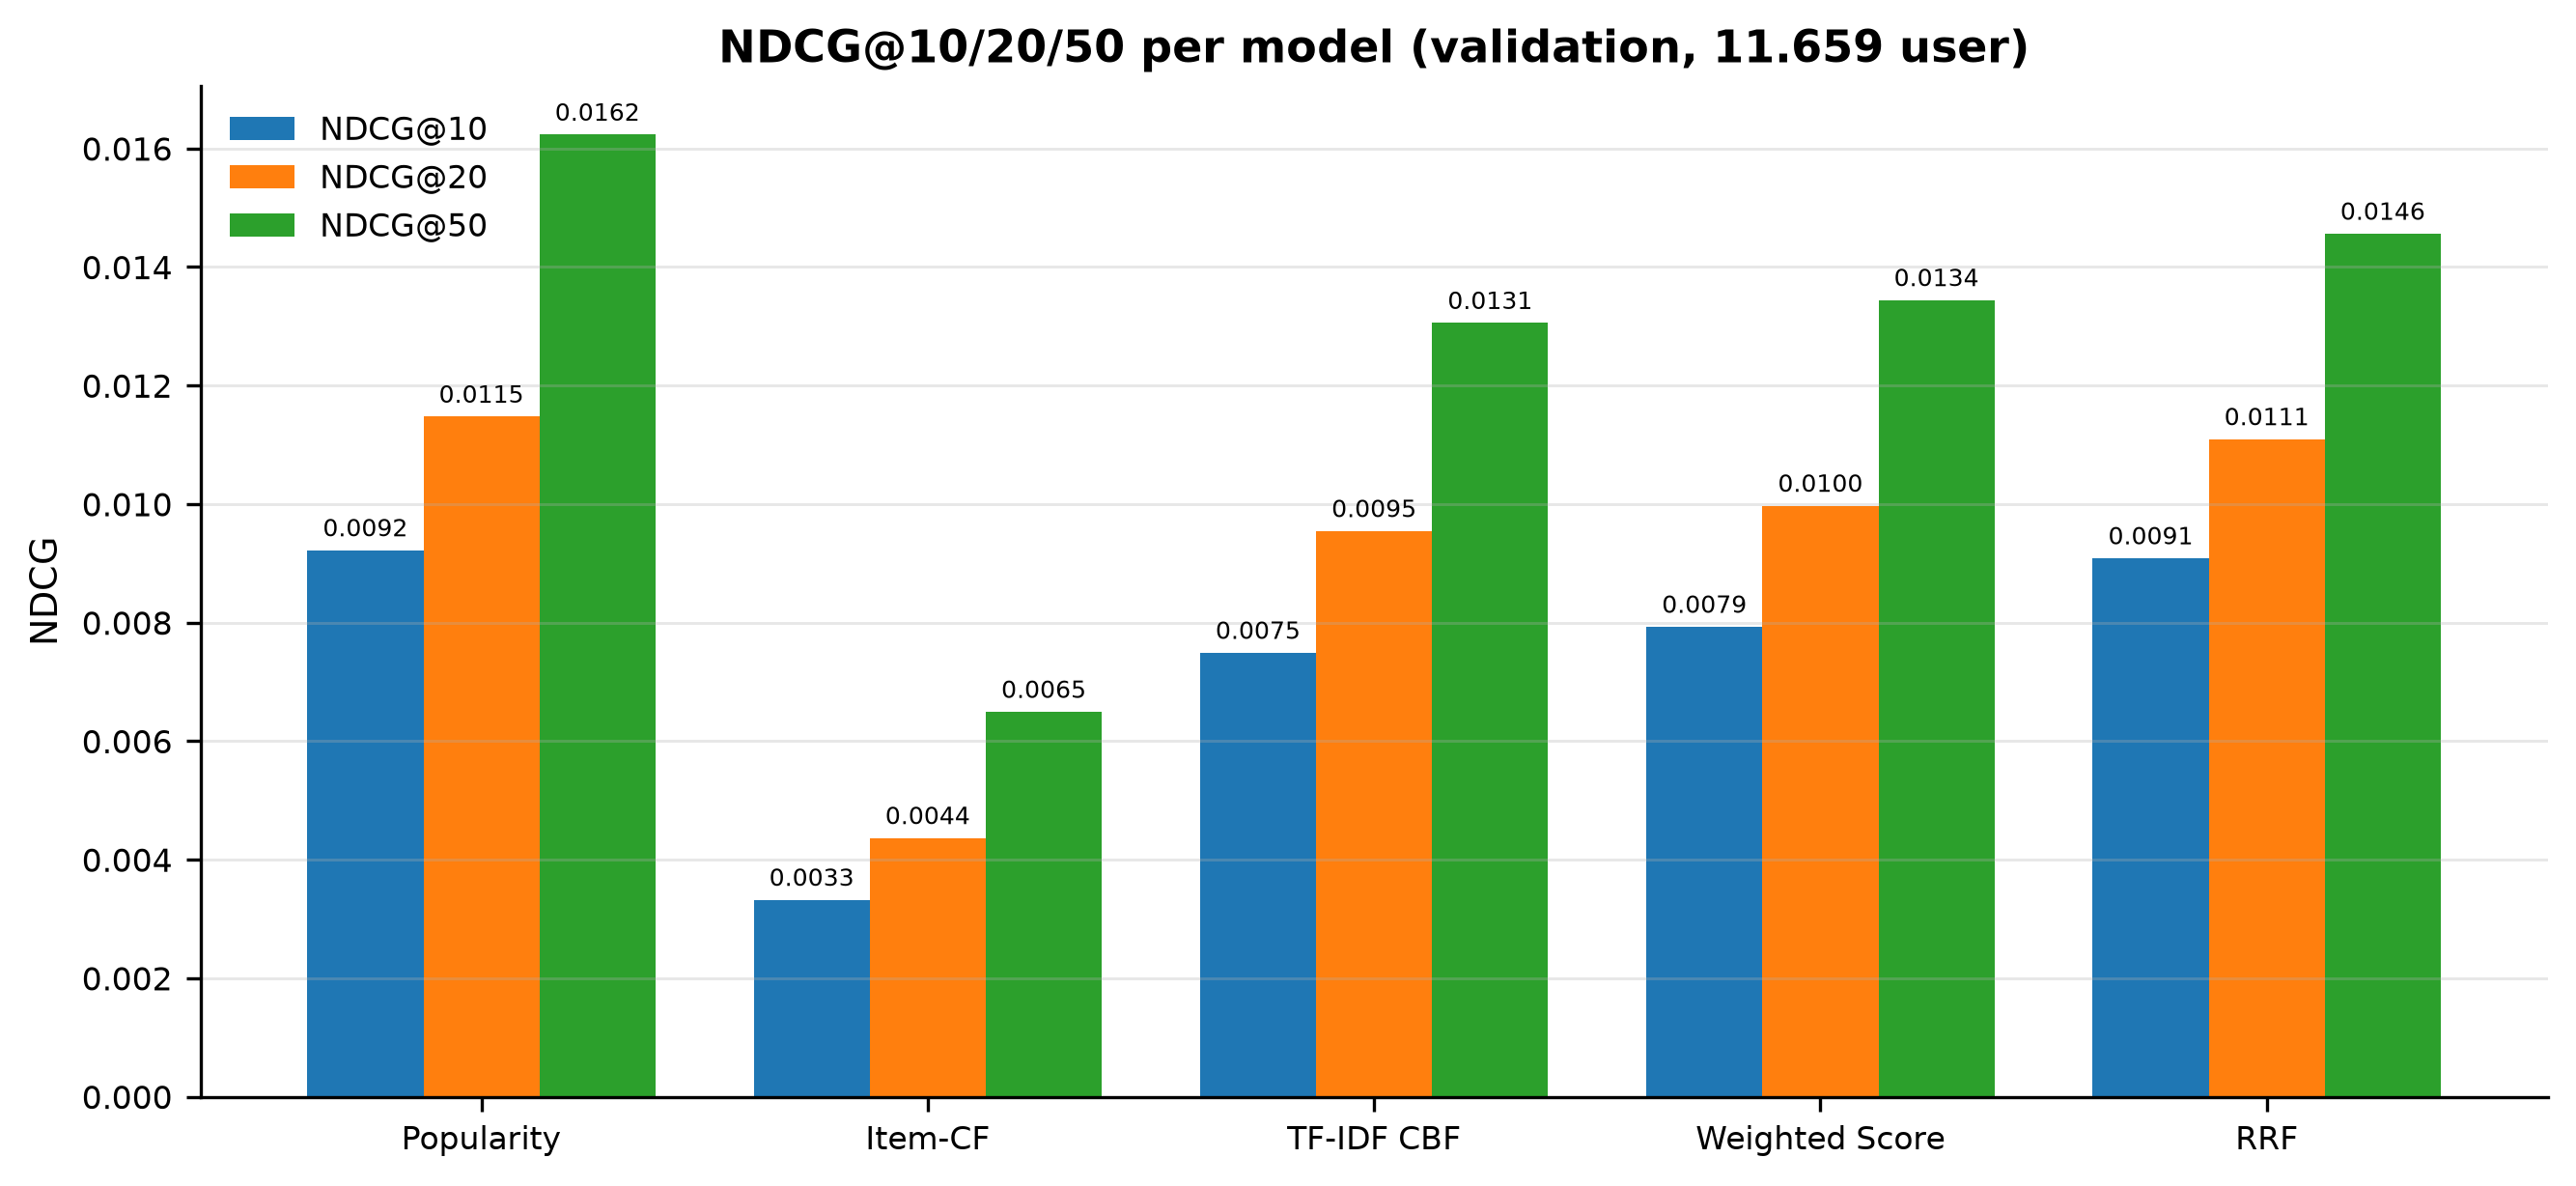 NDCG@10/20/50 per model (validation, 11.659 user)
NDCG@10
NDCG@20
NDCG@50
NDCG
0.016
0.014
0.012
0.010
0.008
0.006
0.004
0.002
0.000
0.0092
0.0115
0.0162
0.0033
0.0044
0.0065
0.0075
0.0095
0.0131
0.0079
0.0100
0.0134
0.0091
0.0111
0.0146
Popularity
Item-CF
TF-IDF CBF
Weighted Score
RRF